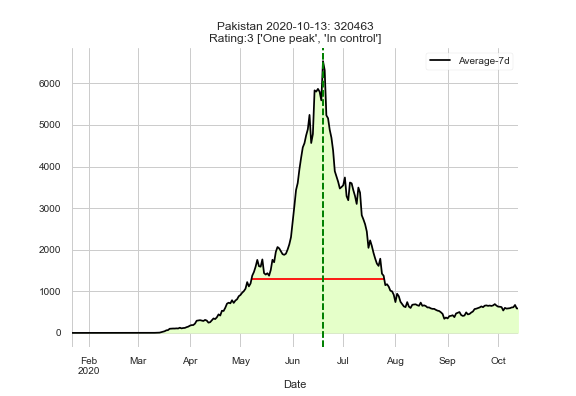 Pakistan 2020-10-13: 320463
Rating:3 ['One peak', 'In control']
Average-7d
6000
5000
4000
3000
2000
1000
0
Feb Mar Apr May Jun Jul Aug Sep Oct
2020
Date